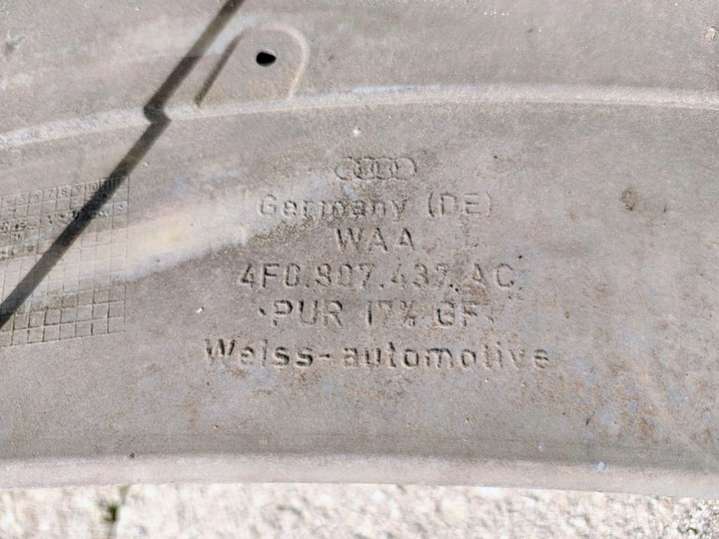 Germany (DE)
WAA
4F0.807.437.AC
PUR 17% GF
Weiss-automotive